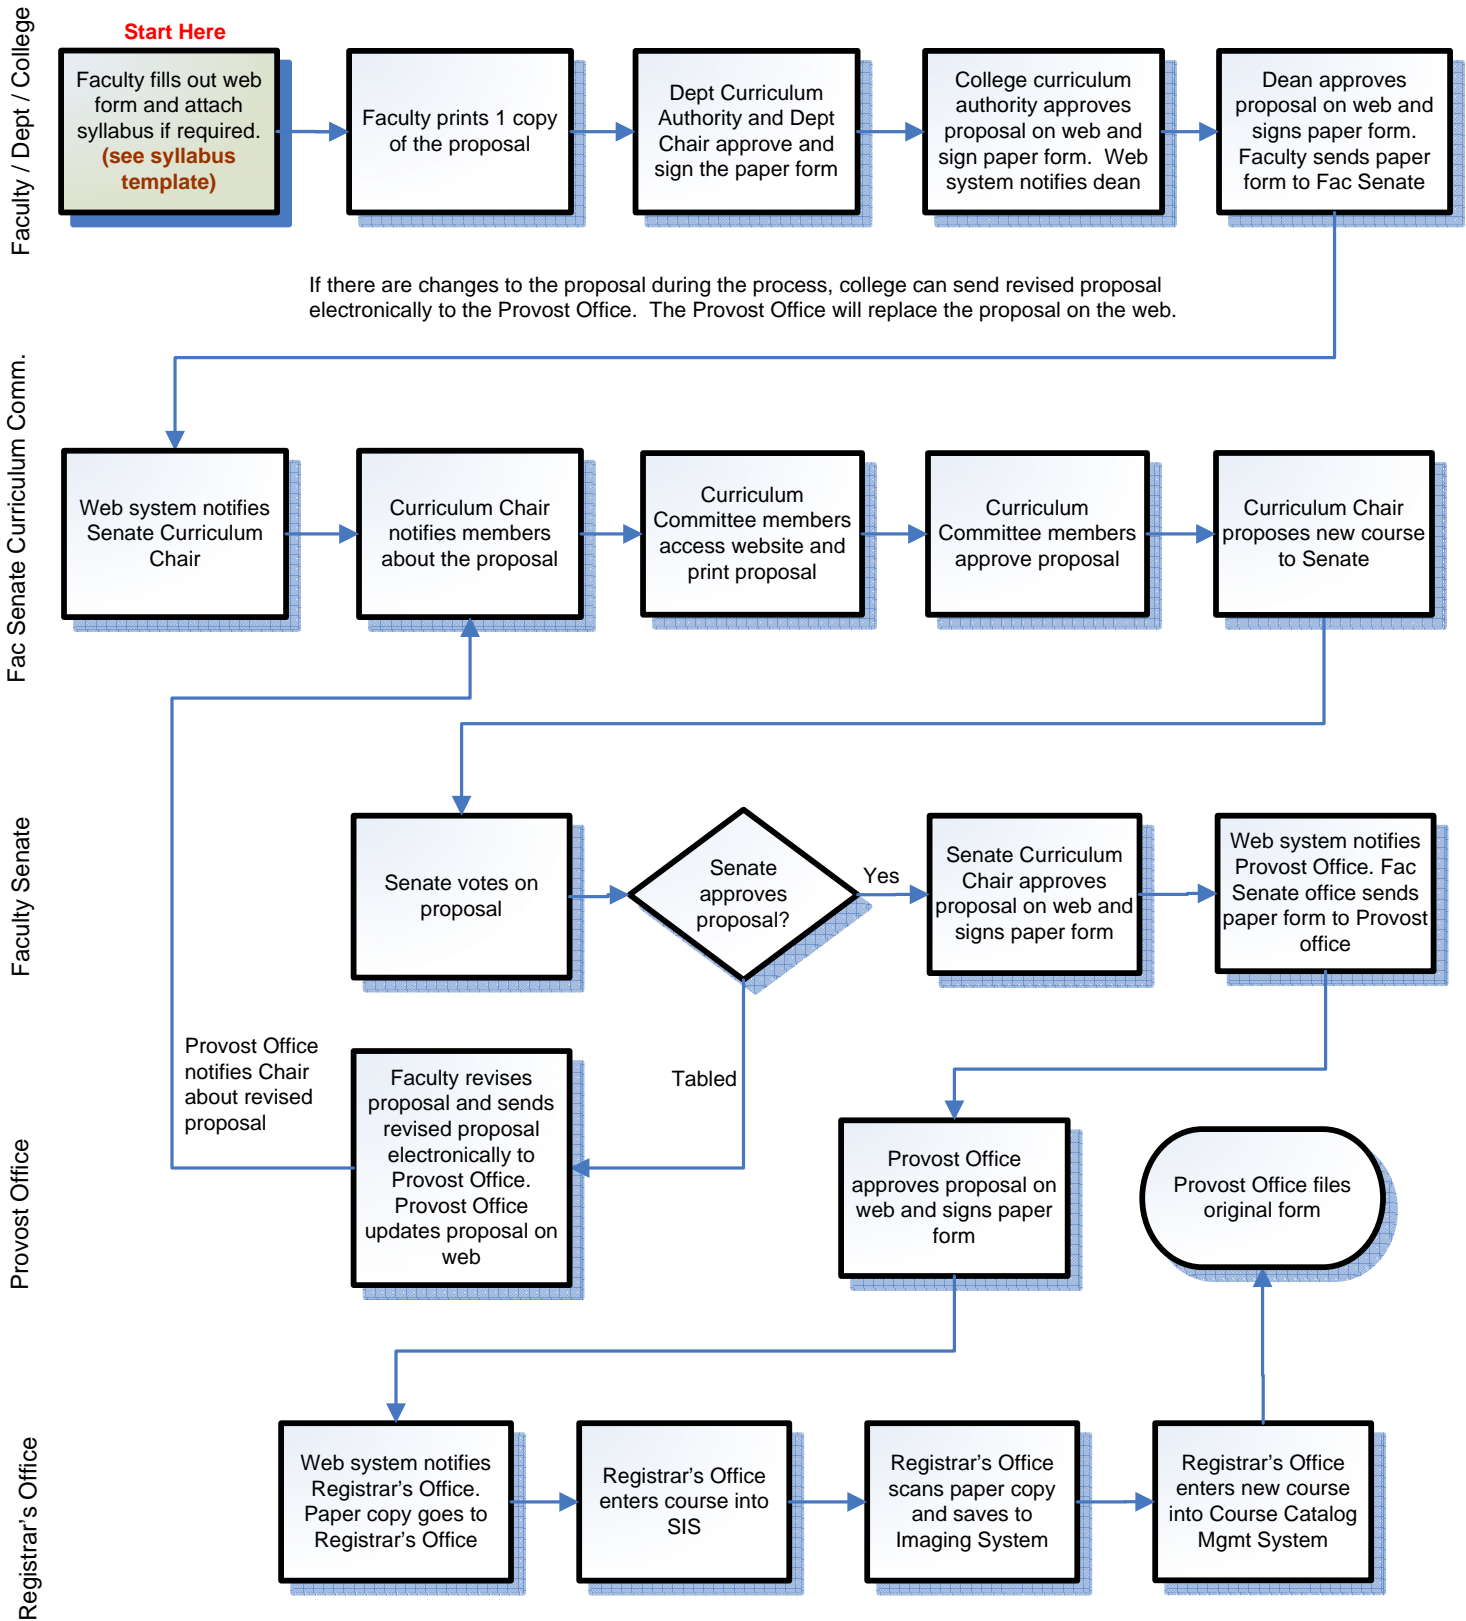 Faculty / Dept / College
Start Here
Faculty fills out web
form and attach
syllabus if required.
(see syllabus
template)
Faculty prints 1 copy
of the proposal
Dept Curriculum
Authority and Dept
Chair approve and
sign the paper form
College curriculum
authority approves
proposal on web and
sign paper form.  Web
system notifies dean
Dean approves
proposal on web and
signs paper form.
Faculty sends paper
form to Fac Senate
If there are changes to the proposal during the process, college can send revised proposal
electronically to the Provost Office.  The Provost Office will replace the proposal on the web.
Fac Senate Curriculum Comm.
Web system notifies
Senate Curriculum
Chair
Curriculum Chair
notifies members
about the proposal
Curriculum
Committee members
access website and
print proposal
Curriculum
Committee members
approve proposal
Curriculum Chair
proposes new course
to Senate
Faculty Senate
Senate votes on
proposal
Senate
approves
proposal?
Yes
Senate Curriculum
Chair approves
proposal on web and
signs paper form
Web system notifies
Provost Office. Fac
Senate office sends
paper form to Provost
office
Provost Office
Provost Office
notifies Chair
about revised
proposal
Faculty revises
proposal and sends
revised proposal
electronically to
Provost Office.
Provost Office
updates proposal on
web
Tabled
Provost Office
approves proposal on
web and signs paper
form
Provost Office files
original form
Registrar's Office
Web system notifies
Registrar's Office.
Paper copy goes to
Registrar's Office
Registrar's Office
enters course into
SIS
Registrar's Office
scans paper copy
and saves to
Imaging System
Registrar's Office
enters new course
into Course Catalog
Mgmt System